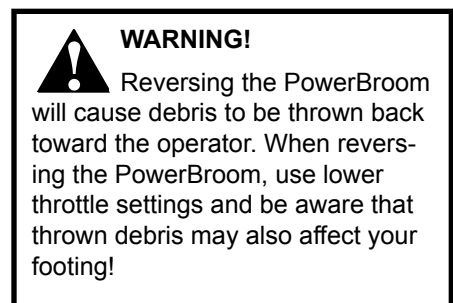 WARNING!
Reversing the PowerBroom
will cause debris to be thrown back
toward the operator. When revers-
ing the PowerBroom, use lower
throttle settings and be aware that
thrown debris may also affect your
footing!